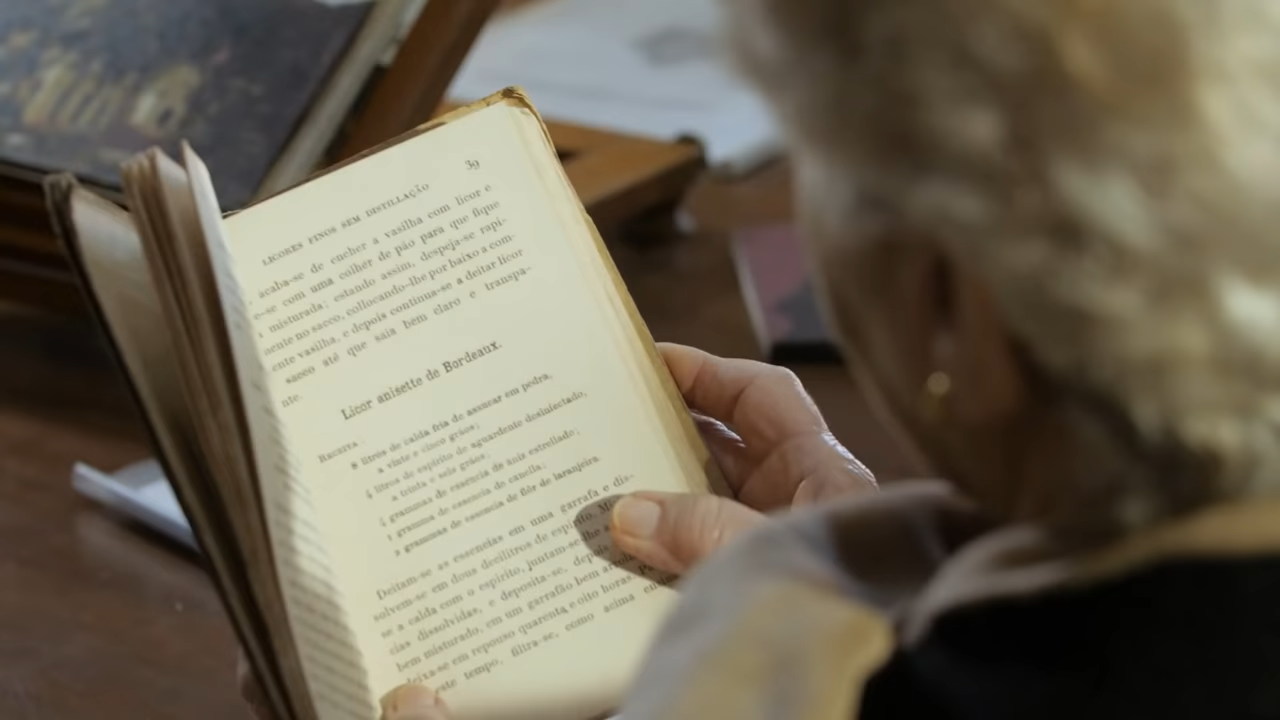 39
LICORES FINOS SEM DISTILLAÇÃO
acaba-se de encher a vasilha com licor e
e-se com uma colher de pão para que fique
misturada; estando assim, despeja-se rapi-
mente no sacco, collocando-lhe por baixo a com-
ente vasilha, e depois continua-se a deitar licor
sacco até que saia bem claro e transpa-
nte.
Licor anisette de Bordeaux.
RECEITA:
8 litros de calda fria de assucar em pedra,
a vinte e cinco gráos;
4 litros de espirito de aguardente desinfectado,
a trinta e seis gráos;
4 grammas de essencia de anis estrellado;
1 gramma de essencia de canella;
2 grammas de essencia de flôr de laranjeira.
Deitam-se as essencias em uma garrafa e dis-
solvem-se em dous decilitros de espirito.
se a calda com o espirito, juntam-se-lhe
cias dissolvidas, e deposita-se, depois
bem misturado, em um garrafão bem
deixa-se em repouso quarenta e oito horas,
este tempo, filtra-se, como acima